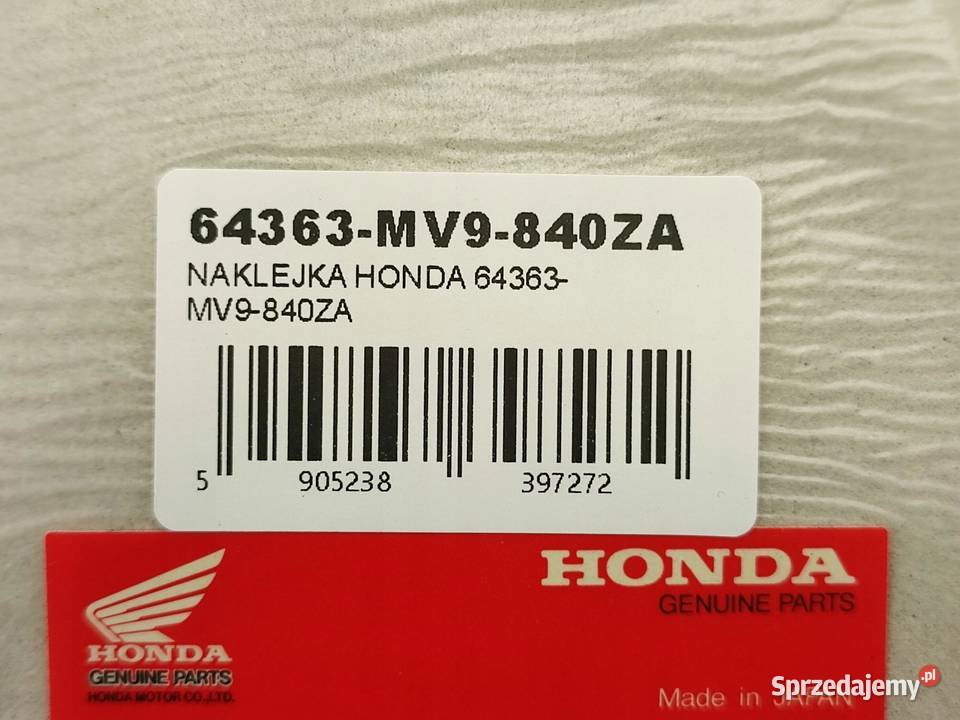 64363-MV9-840ZA
NAKLEJKA HONDA 64363-
MV9-840ZA
5 905238 397272
HONDA
GENUINE PARTS
HONDA
GENUINE PARTS
HONDA MOTOR CO.,LTD.
Made in JAPAN
Sprzedajemy.pl